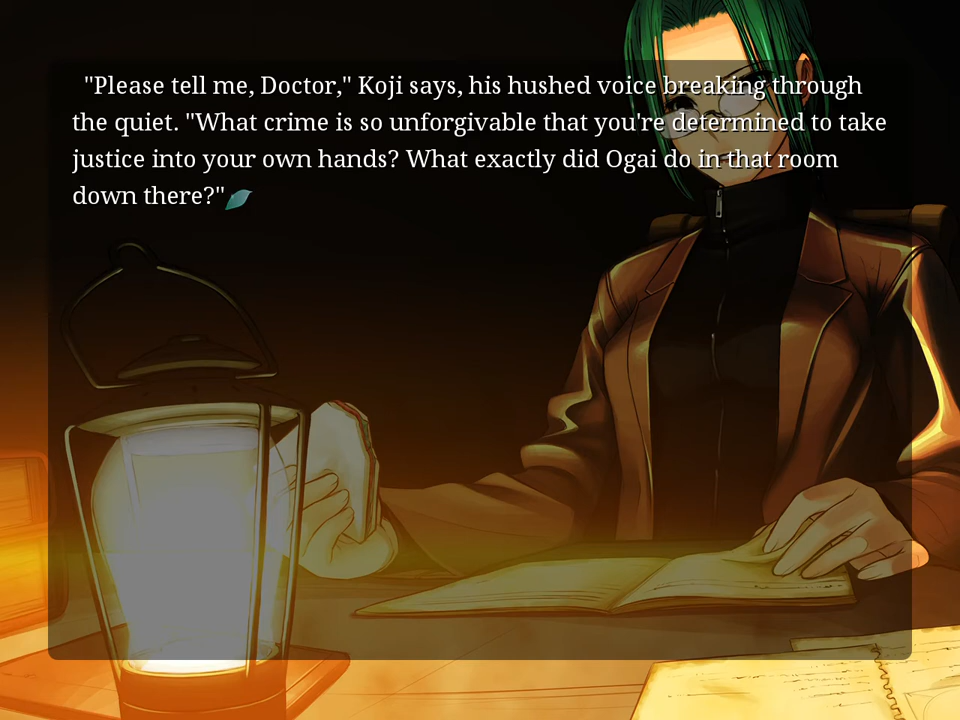 "Please tell me, Doctor," Koji says, his hushed voice breaking through
the quiet. "What crime is so unforgivable that you're determined to take
justice into your own hands? What exactly did Ogai do in that room
down there?"